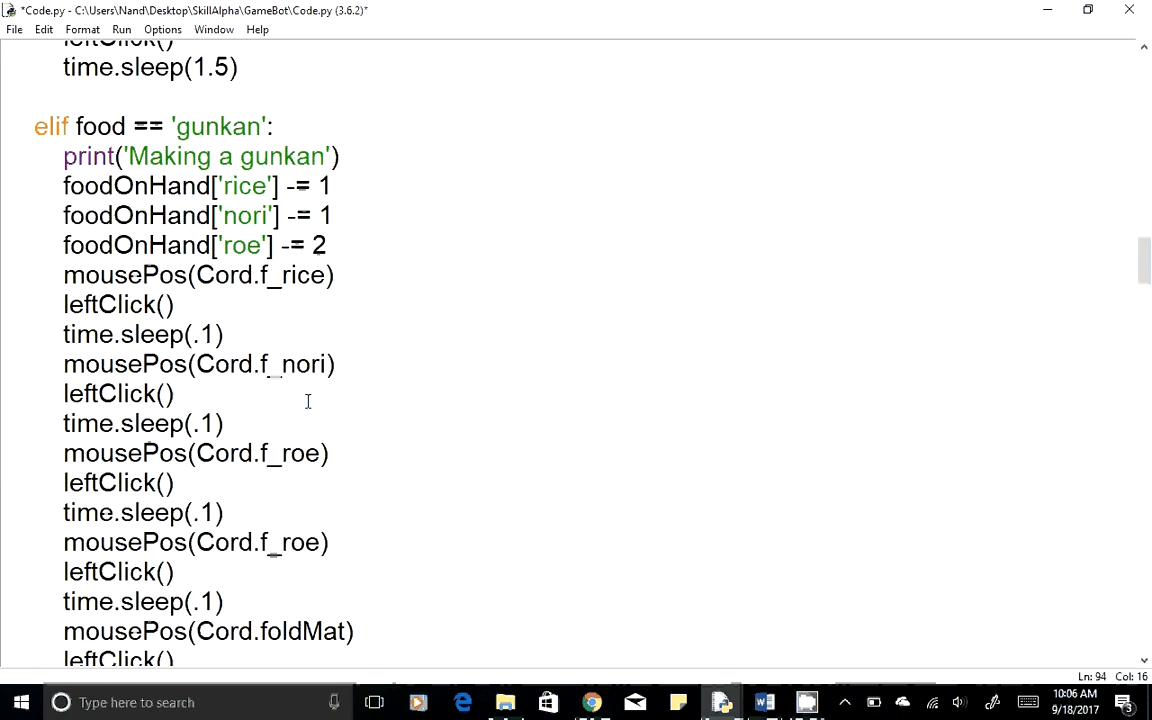 *Code.py - C:\Users\Nand\Desktop\SkillAlpha\GameBot\Code.py (3.6.2)*
File Edit Format Run Options Window Help
leftClick()
time.sleep(1.5)
elif food == 'gunkan':
print('Making a gunkan')
foodOnHand['rice'] -= 1
foodOnHand['nori'] -= 1
foodOnHand['roe'] -= 2
mousePos(Cord.f_rice)
leftClick()
time.sleep(.1)
mousePos(Cord.f_nori)
leftClick()
time.sleep(.1)
mousePos(Cord.f_roe)
leftClick()
time.sleep(.1)
mousePos(Cord.f_roe)
leftClick()
time.sleep(.1)
mousePos(Cord.foldMat)
leftClick()
Ln: 94 Col: 16
Type here to search
10:06 AM
9/18/2017
3